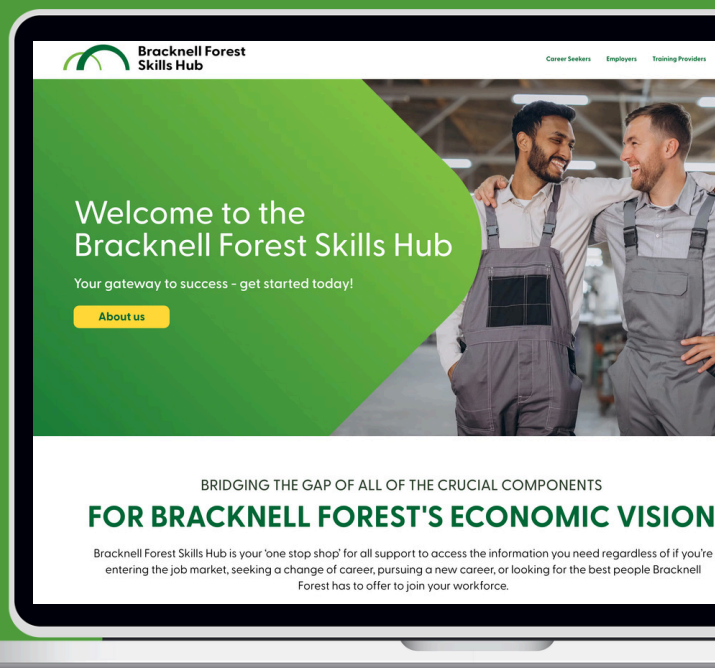 Bracknell Forest
Skills Hub
Career Seekers Employers Training Providers
Welcome to the
Bracknell Forest Skills Hub
Your gateway to success - get started today!
About us
BRIDGING THE GAP OF ALL OF THE CRUCIAL COMPONENTS
FOR BRACKNELL FOREST'S ECONOMIC VISION
Bracknell Forest Skills Hub is your 'one stop shop' for all support to access the information you need regardless of if you're
entering the job market, seeking a change of career, pursuing a new career, or looking for the best people Bracknell
Forest has to offer to join your workforce.